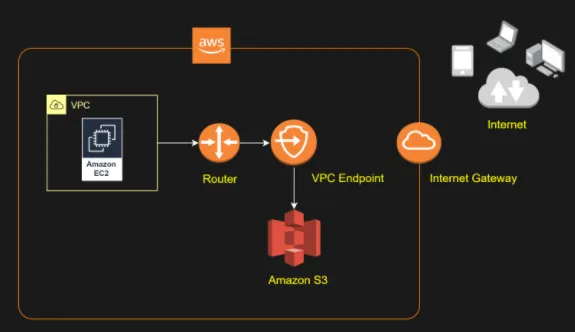 aws
VPC
Amazon
EC2
Router
VPC Endpoint
Internet Gateway
Internet
Amazon S3